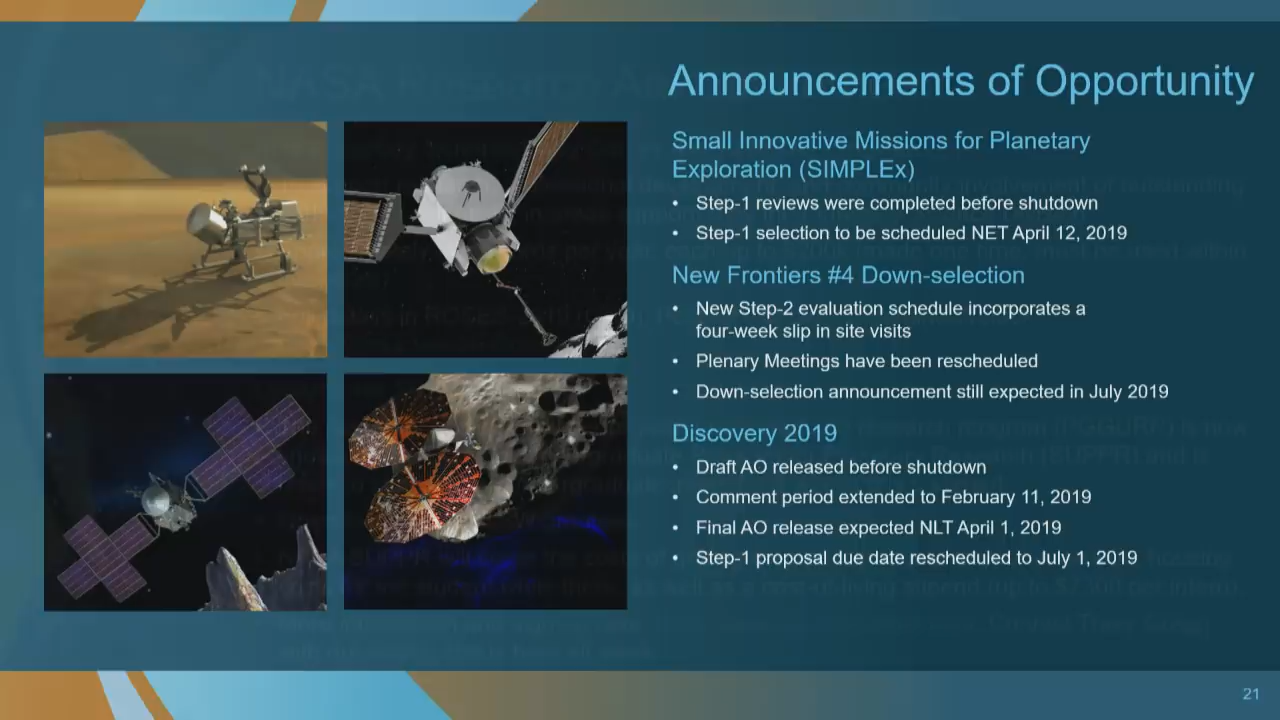 Announcements of Opportunity
Small Innovative Missions for Planetary
Exploration (SIMPLEx)
• Step-1 reviews were completed before shutdown
• Step-1 selection to be scheduled NET April 12, 2019
New Frontiers #4 Down-selection
• New Step-2 evaluation schedule incorporates a
four-week slip in site visits
• Plenary Meetings have been rescheduled
• Down-selection announcement still expected in July 2019
Discovery 2019
• Draft AO released before shutdown
• Comment period extended to February 11, 2019
• Final AO release expected NLT April 1, 2019
• Step-1 proposal due date rescheduled to July 1, 2019
21